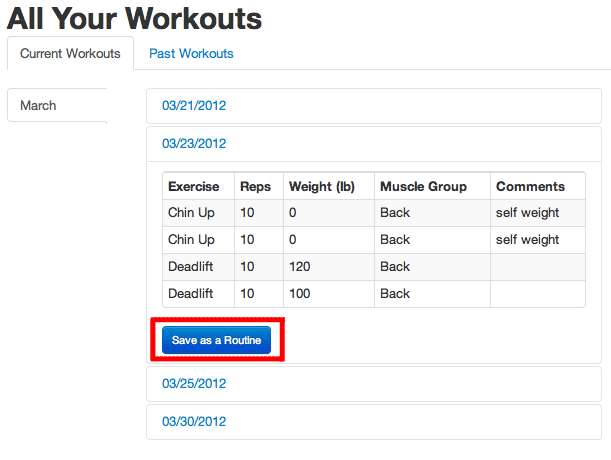 All Your Workouts
Current Workouts Past Workouts
March
03/21/2012
03/23/2012
Exercise Reps Weight (lb) Muscle Group Comments
Chin Up 10 0 Back self weight
Chin Up 10 0 Back self weight
Deadlift 10 120 Back
Deadlift 10 100 Back
Save as a Routine
03/25/2012
03/30/2012